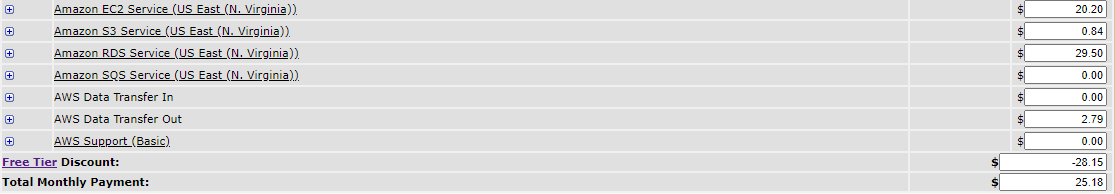 Amazon EC2 Service (US East (N. Virginia)) $ 20.20
Amazon S3 Service (US East (N. Virginia)) $ 0.84
Amazon RDS Service (US East (N. Virginia)) $ 29.50
Amazon SQS Service (US East (N. Virginia)) $ 0.00
AWS Data Transfer In $ 0.00
AWS Data Transfer Out $ 2.79
AWS Support (Basic) $ 0.00
Free Tier Discount: $ -28.15
Total Monthly Payment: $ 25.18